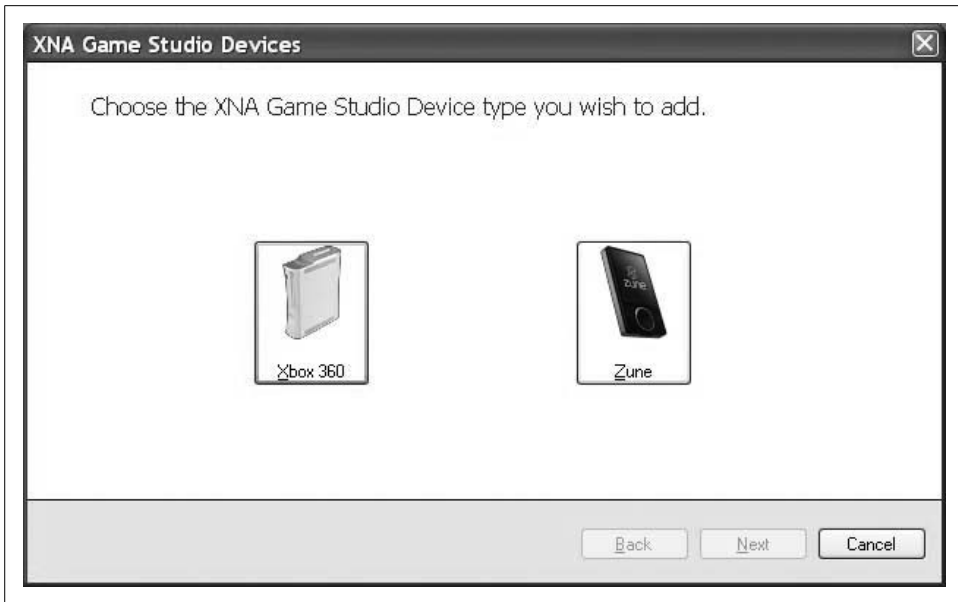 XNA Game Studio Devices
Choose the XNA Game Studio Device type you wish to add.
zune
Xbox 360
Zune
Back
Next
Cancel